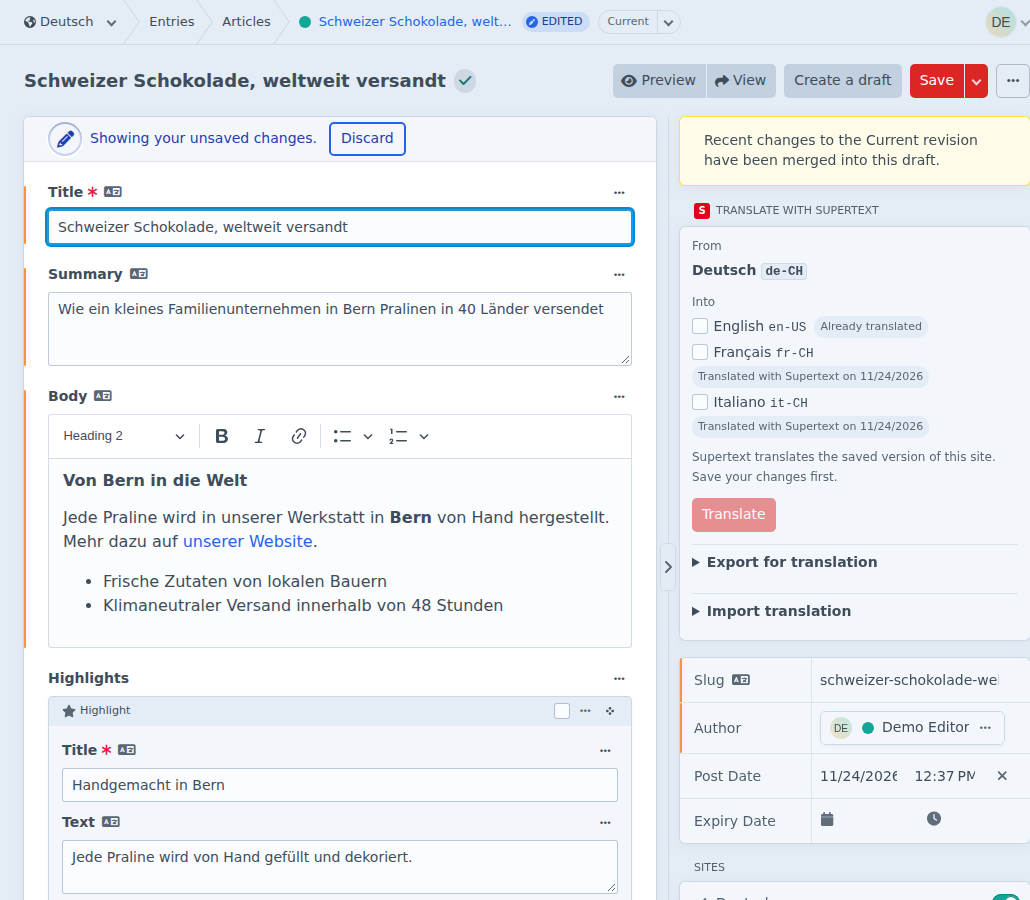 Deutsch
Entries
Articles
Schweizer Schokolade, welt...
EDITED
Current
DE
Schweizer Schokolade, weltweit versandt
Preview
View
Create a draft
Save
Showing your unsaved changes.
Discard
Title *
Schweizer Schokolade, weltweit versandt
Summary
Wie ein kleines Familienunternehmen in Bern Pralinen in 40 Länder versendet
Body
Heading 2
B I
Von Bern in die Welt
Jede Praline wird in unserer Werkstatt in Bern von Hand hergestellt.
Mehr dazu auf unserer Website.
• Frische Zutaten von lokalen Bauern
• Klimaneutraler Versand innerhalb von 48 Stunden
Highlights
Highlight
Title *
Handgemacht in Bern
Text
Jede Praline wird von Hand gefüllt und dekoriert.
Recent changes to the Current revision
have been merged into this draft.
S TRANSLATE WITH SUPERTEXT
From
Deutsch de-CH
Into
English en-US Already translated
Français fr-CH
Translated with Supertext on 11/24/2026
Italiano it-CH
Translated with Supertext on 11/24/2026
Supertext translates the saved version of this site.
Save your changes first.
Translate
Export for translation
Import translation
Slug schweizer-schokolade-we
Author DE Demo Editor
Post Date 11/24/2026 12:37 PM
Expiry Date
SITES